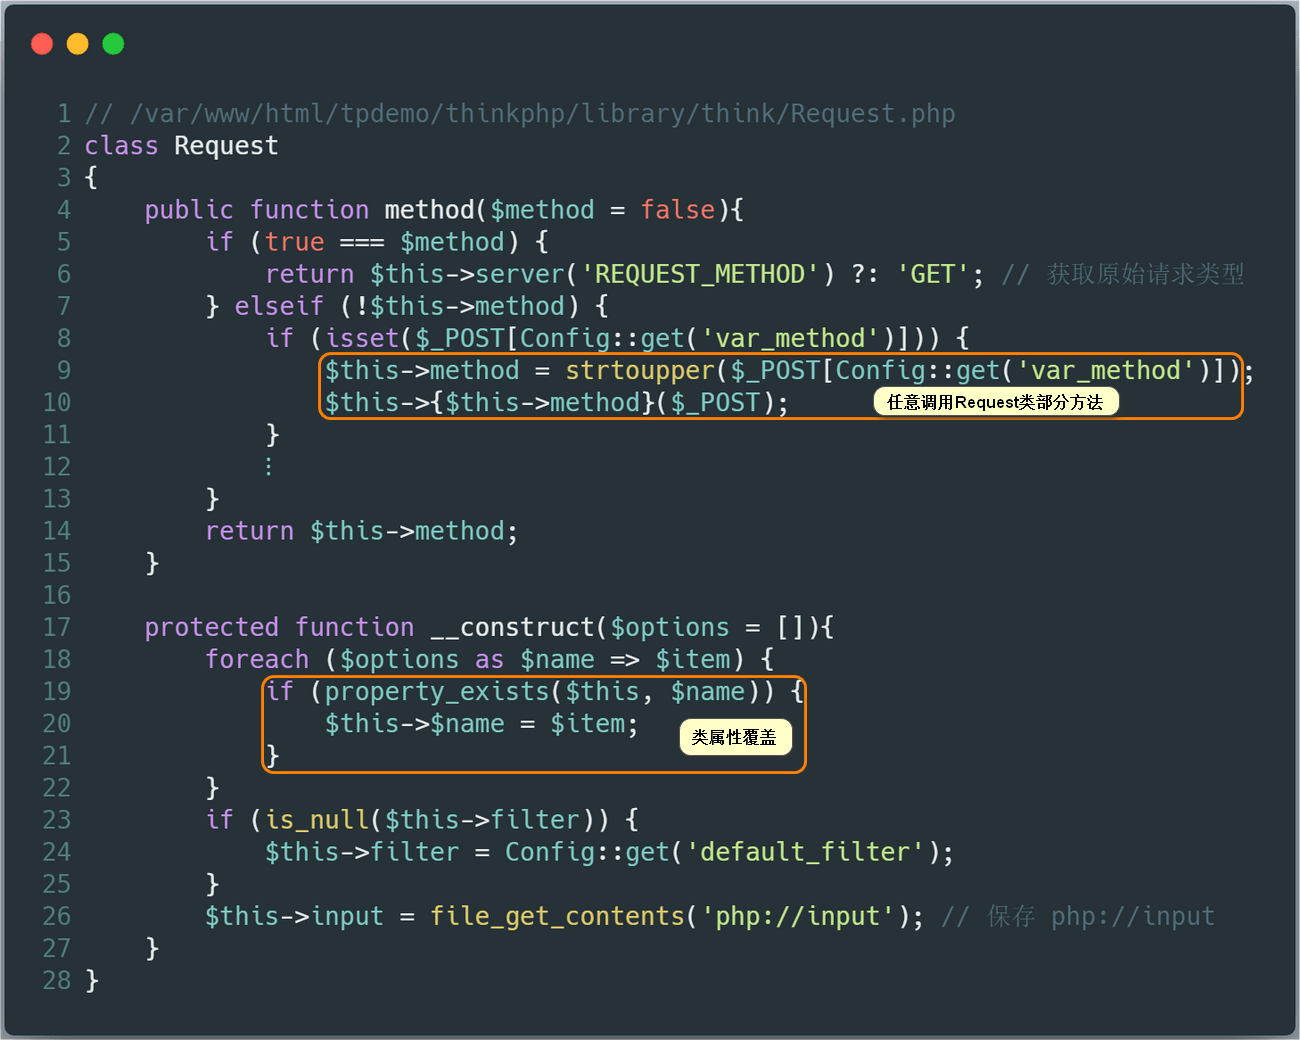 1 // /var/www/html/tpdemo/thinkphp/library/think/Request.php
2 class Request
3 {
4     public function method($method = false){
5         if (true === $method) {
6             return $this->server('REQUEST_METHOD') ?: 'GET'; // 获取原始请求类型
7         } elseif (!$this->method) {
8             if (isset($_POST[Config::get('var_method')])) {
9                 $this->method = strtoupper($_POST[Config::get('var_method')]);
10                 $this->{$this->method}($_POST);
任意调用Request类部分方法
11             }
12             ⋮
13         }
14         return $this->method;
15     }
16
17     protected function __construct($options = []){
18         foreach ($options as $name => $item) {
19             if (property_exists($this, $name)) {
20                 $this->$name = $item;
类属性覆盖
21             }
22         }
23         if (is_null($this->filter)) {
24             $this->filter = Config::get('default_filter');
25         }
26         $this->input = file_get_contents('php://input'); // 保存 php://input
27     }
28 }